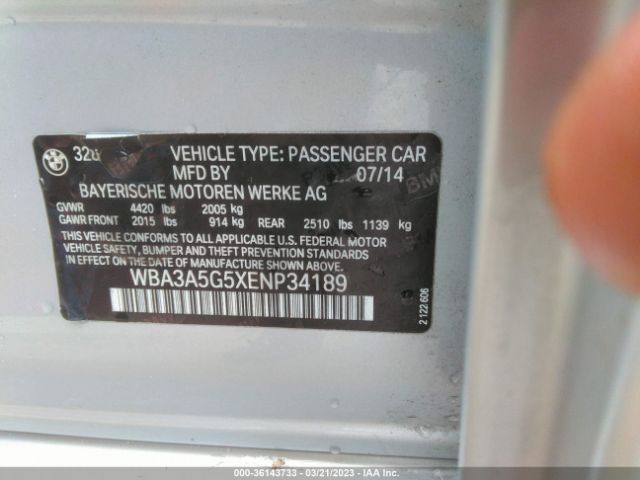 32
VEHICLE TYPE: PASSENGER CAR
MFD BY 07/14
BAYERISCHE MOTOREN WERKE AG
GVWR 4420 lbs 2005 kg
GAWR FRONT 2015 lbs 914 kg REAR 2510 lbs 1139 kg
THIS VEHICLE CONFORMS TO ALL APPLICABLE U.S. FEDERAL MOTOR
VEHICLE SAFETY, BUMPER AND THEFT PREVENTION STANDARDS
IN EFFECT ON THE DATE OF MANUFACTURE SHOWN ABOVE
WBA3A5G5XENP34189
2 122 606
000-36143733 - 03/21/2023 - IAAI.com